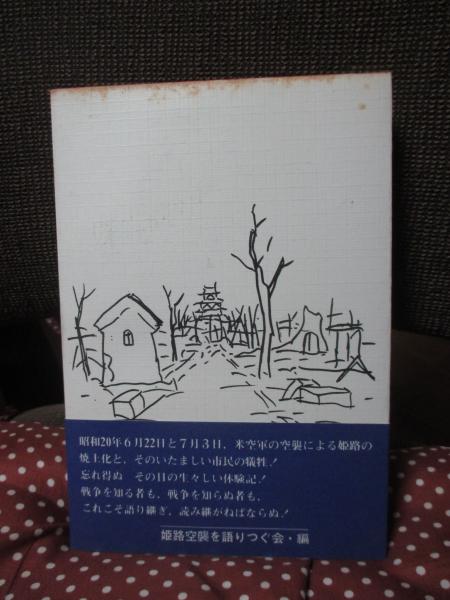 昭和20年6月22日と7月3日，米空軍の空襲による姫路の
焼土化と，そのいたましい市民の犠牲！
忘れ得ぬ　その日の生々しい体験記！
戦争を知る者も，戦争を知らぬ者も，
これこそ語り継ぎ，読み継がねばならぬ！
姫路空襲を語りつぐ会・編